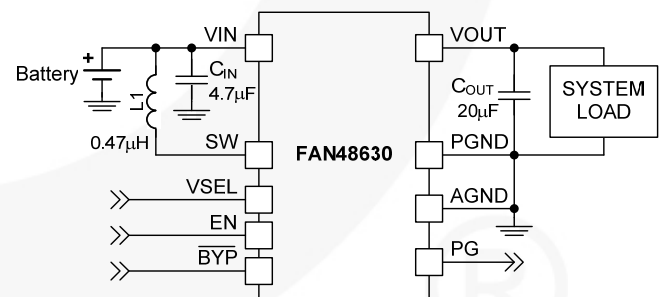 VIN
VOUT
Battery
+
CIN
4.7µF
L1
0.47µH
SW
FAN48630
COUT
20µF
SYSTEM
LOAD
PGND
VSEL
AGND
EN
BYP
PG
®